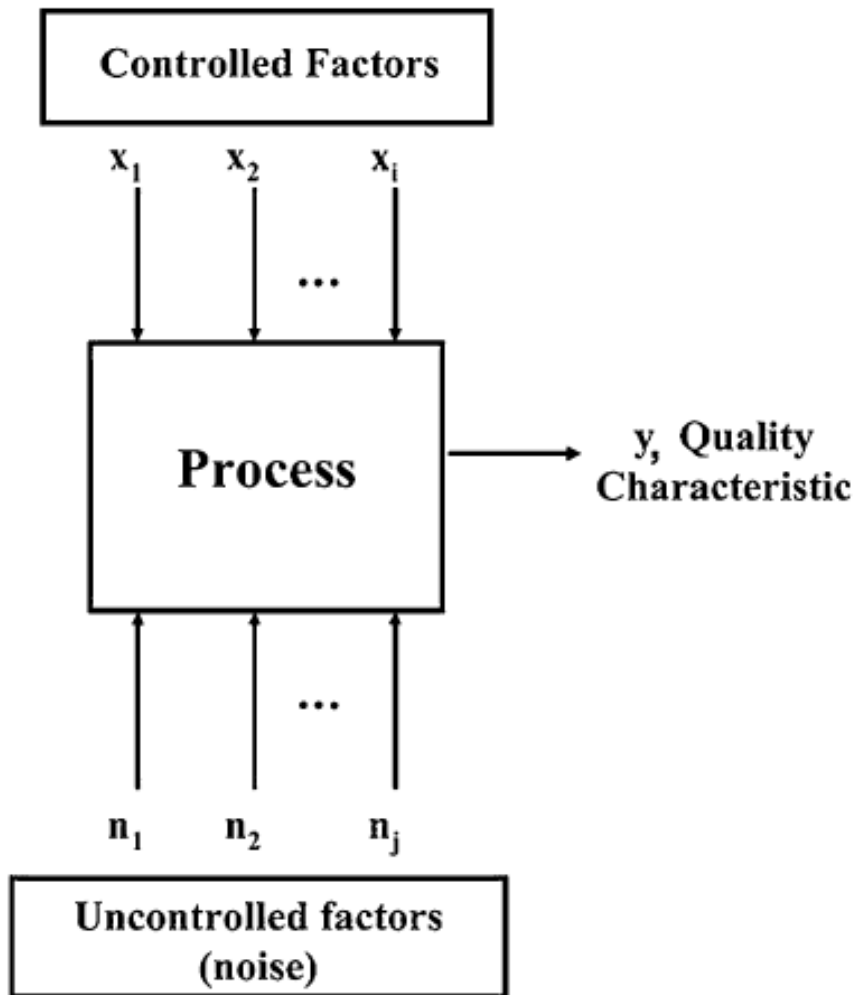 Controlled Factors
x₁ x₂ xᵢ
...
Process
y, Quality
Characteristic
...
n₁ n₂ nⱼ
Uncontrolled factors
(noise)